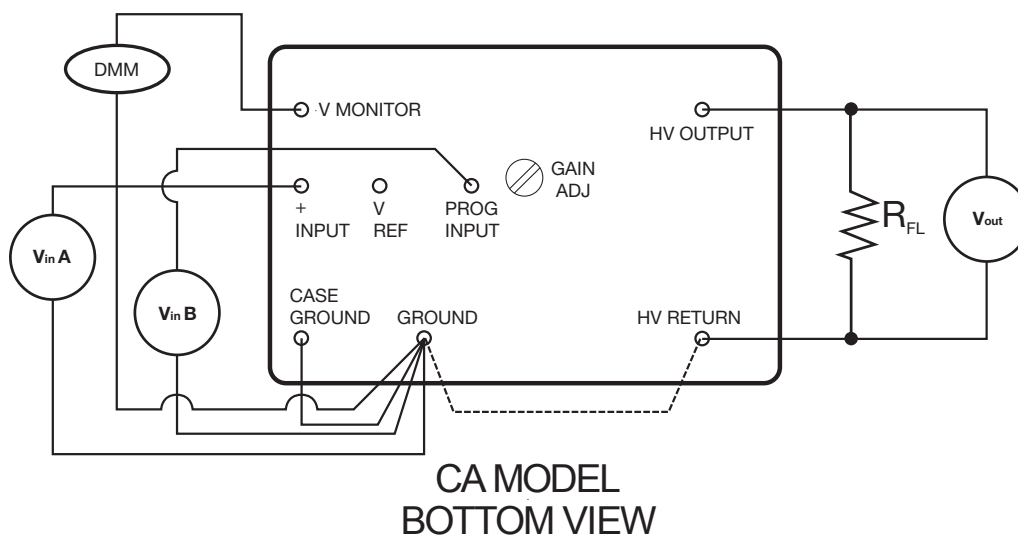 DMM
V MONITOR
HV OUTPUT
GAIN
ADJ
+
INPUT
V
REF
PROG
INPUT
R FL
Vout
Vin A
Vin B
CASE
GROUND
GROUND
HV RETURN
CA MODEL
BOTTOM VIEW